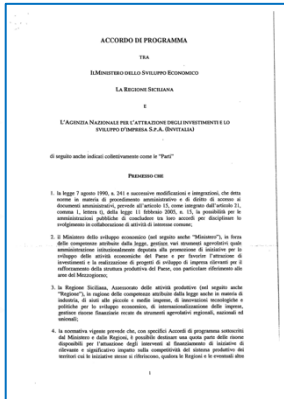 ACCORDO DI PROGRAMMA
TRA
IL MINISTERO DELLO SVILUPPO ECONOMICO
LA REGIONE SICILIANA
E
L'AGENZIA NAZIONALE PER L'ATTRAZIONE DEGLI INVESTIMENTI E LO
SVILUPPO D'IMPRESA S.P.A. (INVITALIA)
di seguito anche indicati collettivamente come le "Parti"
PREMESSO CHE
1. la legge 7 agosto 1990, n. 241 e successive modificazioni e integrazioni, che detta
norme in materia di procedimento amministrativo e di diritto di accesso ai
documenti amministrativi, prevede all'articolo 15, come integrato dall'articolo 21,
comma 1, lettera t), della legge 11 febbraio 2005, n. 15, la possibilità per le
amministrazioni pubbliche di concludere tra loro accordi per disciplinare lo
svolgimento in collaborazione di attività di interesse comune;
2. il Ministero dello sviluppo economico (nel seguito anche "Ministero"), in forza
delle competenze attribuite dalla legge, gestisce vari strumenti agevolativi quale
amministrazione istituzionalmente deputata alla promozione di iniziative per lo
sviluppo delle attività economiche del Paese e per favorire l'attrazione di
investimenti e la realizzazione di progetti di sviluppo di impresa rilevanti per il
rafforzamento della struttura produttiva del Paese, con particolare riferimento alle
aree del Mezzogiorno;
3. la Regione Siciliana, Assessorato delle attività produttive (nel seguito anche
"Regione"), in ragione delle competenze attribuite dalla legge anche in materia di
industria, di aiuti alle piccole e medie imprese, di innovazioni tecnologiche e
politiche per lo sviluppo economico, di internazionalizzazione delle imprese,
gestisce risorse finanziarie recate da strumenti agevolativi regionali, nazionali ed
unionali;
4. la normativa vigente prevede che, con specifici Accordi di programma sottoscritti
dal Ministero e dalle Regioni, è possibile destinare una quota parte delle risorse
disponibili per l'attuazione degli interventi al finanziamento di iniziative di
rilevante e significativo impatto sulla competitività del sistema produttivo dei
territori cui le iniziative stesse si riferiscono, qualora le Regioni e le eventuali altre
1